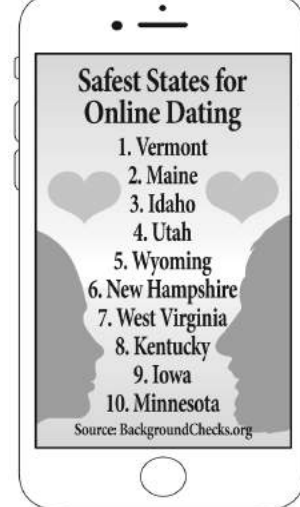 Safest States for
Online Dating
1. Vermont
2. Maine
3. Idaho
4. Utah
5. Wyoming
6. New Hampshire
7. West Virginia
8. Kentucky
9. Iowa
10. Minnesota
Source: BackgroundChecks.org